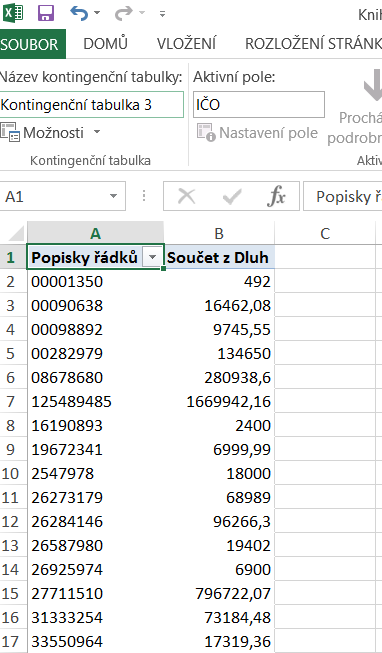 Kni
SOUBOR DOMŮ VLOŽENÍ ROZLOŽENÍ STRÁNK
Název kontingenční tabulky: Aktivní pole:
Kontingenční tabulka 3 IČO
Prochá
Možnosti Nastavení pole podrobn
Kontingenční tabulka Aktiv
A1 fx Popisky ř
A B C
1 Popisky řádků Součet z Dluh
2 00001350 492
3 00090638 16462,08
4 00098892 9745,55
5 00282979 134650
6 08678680 280938,6
7 125489485 1669942,16
8 16190893 2400
9 19672341 6999,99
10 2547978 18000
11 26273179 68989
12 26284146 96266,3
13 26587980 19402
14 26925974 6900
15 27711510 796722,07
16 31333254 73184,48
17 33550964 17319,36